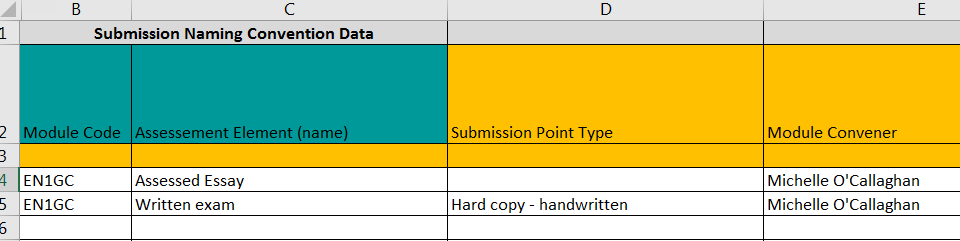 B C D E
1 Submission Naming Convention Data
2 Module Code Assessement Element (name) Submission Point Type Module Convener
3
4 EN1GC Assessed Essay Michelle O'Callaghan
5 EN1GC Written exam Hard copy - handwritten Michelle O'Callaghan
6